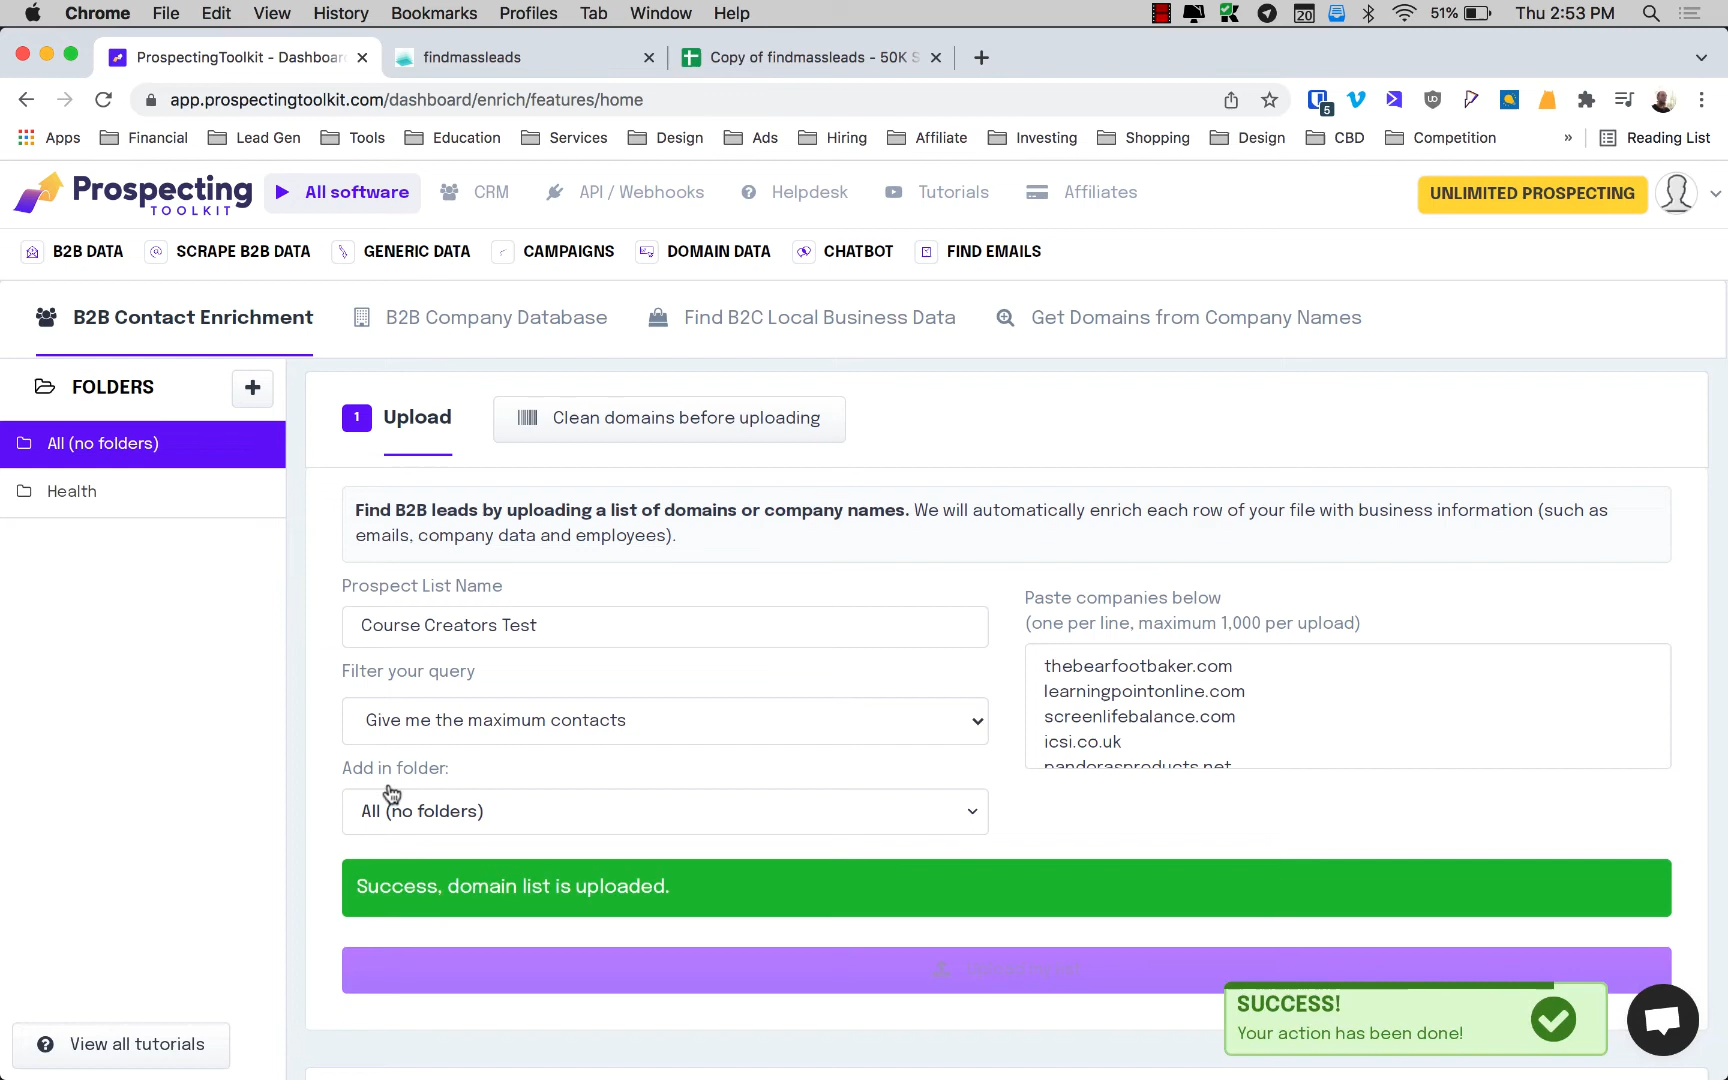 Chrome File Edit View History Bookmarks Profiles Tab Window Help 20 51% Thu 2:53 PM
ProspectingToolkit - Dashboar findmassleads Copy of findmassleads - 50K S
app.prospectingtoolkit.com/dashboard/enrich/features/home 5
Apps Financial Lead Gen Tools Education Services Design Ads Hiring Affiliate Investing Shopping Design CBD Competition » Reading List
Prospecting
TOOLKIT
All software CRM API / Webhooks Helpdesk Tutorials Affiliates UNLIMITED PROSPECTING
B2B DATA SCRAPE B2B DATA GENERIC DATA CAMPAIGNS DOMAIN DATA CHATBOT FIND EMAILS
B2B Contact Enrichment B2B Company Database Find B2C Local Business Data Get Domains from Company Names
FOLDERS +
All (no folders)
Health
View all tutorials
1 Upload Clean domains before uploading
Find B2B leads by uploading a list of domains or company names. We will automatically enrich each row of your file with business information (such as
emails, company data and employees).
Prospect List Name
Course Creators Test
Filter your query
Give me the maximum contacts
Add in folder:
All (no folders)
Paste companies below
(one per line, maximum 1,000 per upload)
thebearfootbaker.com
learningpointonline.com
screenlifebalance.com
icsi.co.uk
pandorasproducts.net
Success, domain list is uploaded.
SUCCESS!
Your action has been done!